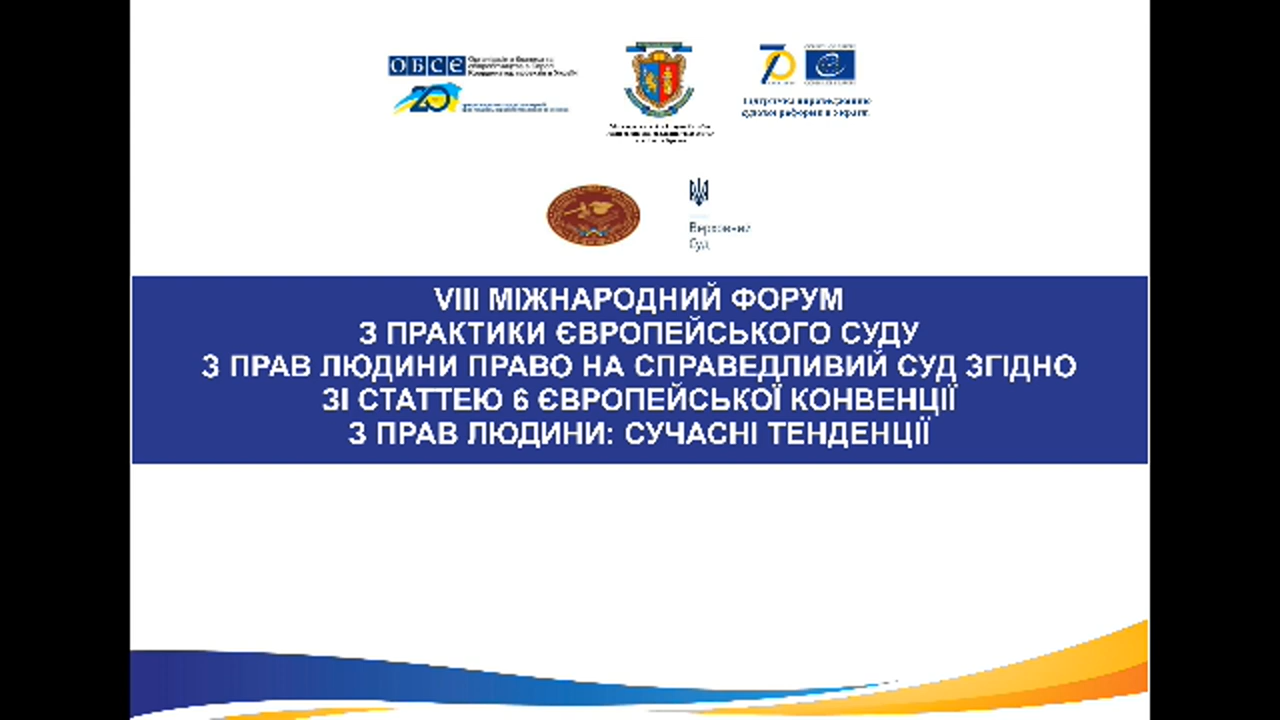 ОБСЄ
20
70
Верховний
Суд
VIII МІЖНАРОДНИЙ ФОРУМ
З ПРАКТИКИ ЄВРОПЕЙСЬКОГО СУДУ
З ПРАВ ЛЮДИНИ ПРАВО НА СПРАВЕДЛИВИЙ СУД ЗГІДНО
ЗІ СТАТТЕЮ 6 ЄВРОПЕЙСЬКОЇ КОНВЕНЦІЇ
З ПРАВ ЛЮДИНИ: СУЧАСНІ ТЕНДЕНЦІЇ